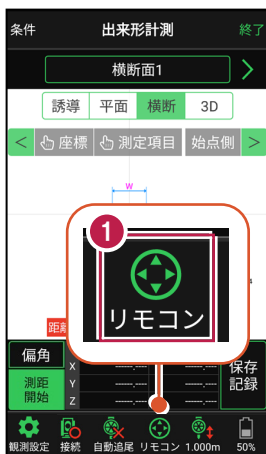 条件 出来形計測 終了
横断面1 >
誘導 平面 横断 3D
< 座標 測定項目 始点側 >
W
1
リモコン
偏角
測距
開始
X -----.---- -----.----
Y -----.---- -----.----
Z -----.---- -----.----
保存
記録
観測設定 接続 自動追尾 リモコン 1.000m 50%